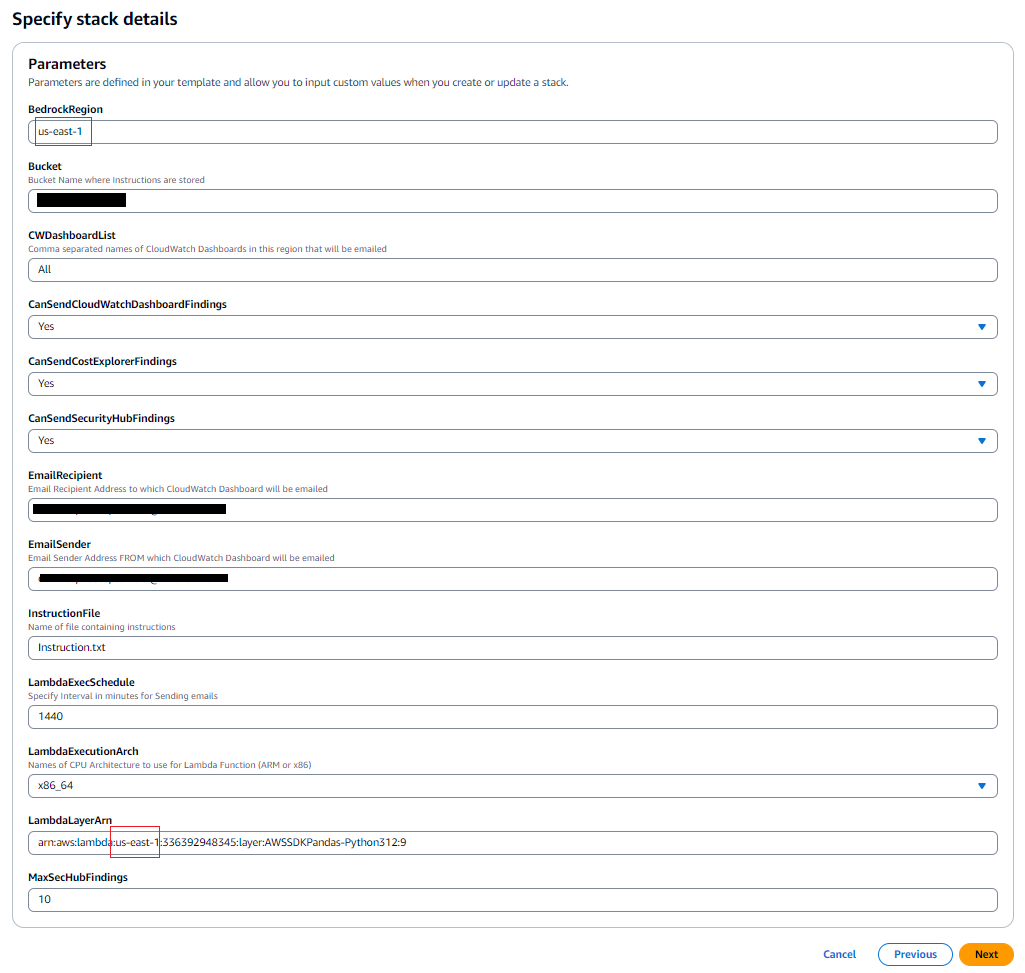 Specify stack details
Parameters
Parameters are defined in your template and allow you to input custom values when you create or update a stack.
BedrockRegion
us-east-1
Bucket
Bucket Name where Instructions are stored
CWDashboardList
Comma separated names of CloudWatch Dashboards in this region that will be emailed
All
CanSendCloudWatchDashboardFindings
Yes
CanSendCostExplorerFindings
Yes
CanSendSecurityHubFindings
Yes
EmailRecipient
Email Recipient Address to which CloudWatch Dashboard will be emailed
EmailSender
Email Sender Address FROM which CloudWatch Dashboard will be emailed
InstructionFile
Name of file containing instructions
Instruction.txt
LambdaExecSchedule
Specify Interval in minutes for Sending emails
1440
LambdaExecutionArch
Names of CPU Architecture to use for Lambda Function (ARM or x86)
x86_64
LambdaLayerArn
arn:aws:lambda:us-east-1:336392948345:layer:AWSSDKPandas-Python312:9
MaxSecHubFindings
10
Cancel
Previous
Next